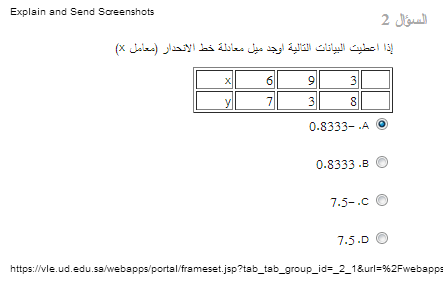 Explain and Send Screenshots
السؤال 2
إذا اعطيت البيانات التالية اوجد ميل معادلة خط الانحدار (معامل x)
x 6 9 3
y 7 3 8
0.8333- .A
0.8333 .B
7.5- .C
7.5 .D
https://vle.ud.edu.sa/webapps/portal/frameset.jsp?tab_tab_group_id=_2_1&url=%2Fwebapps